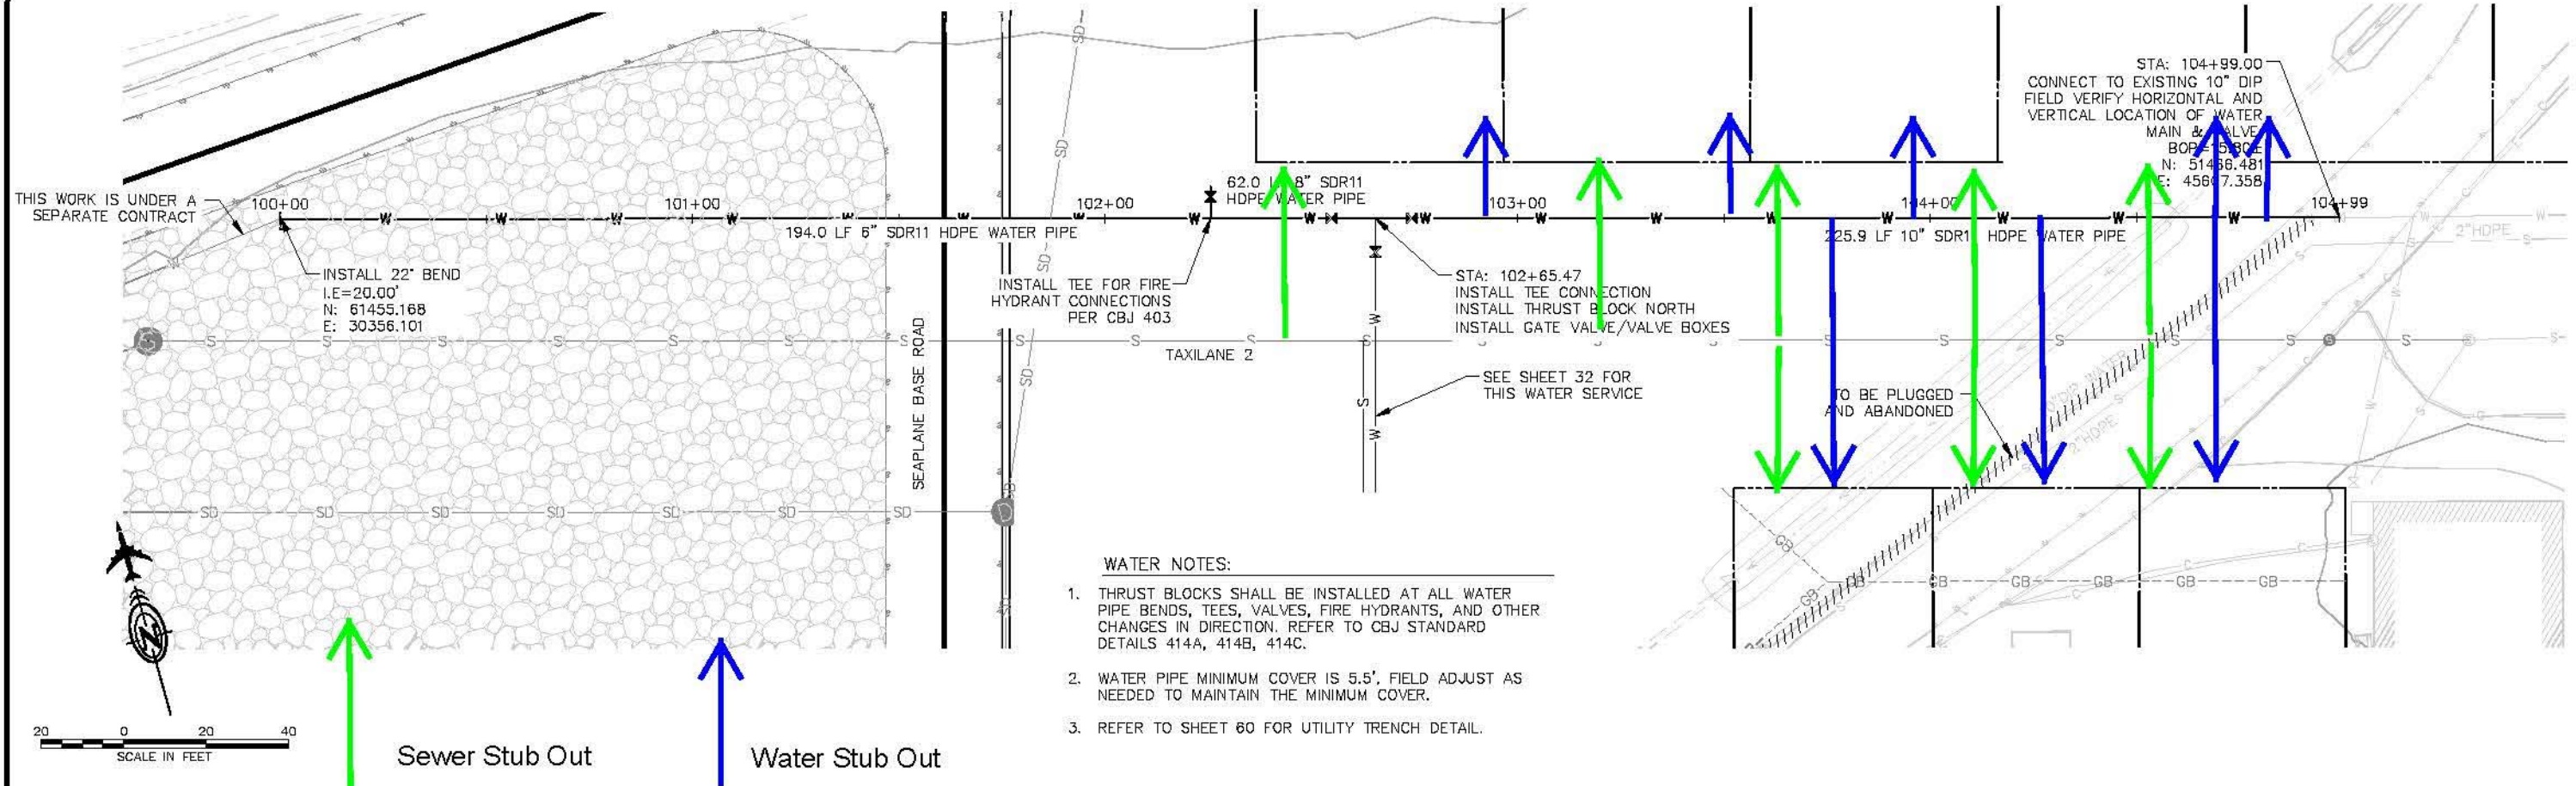 THIS WORK IS UNDER A
SEPARATE CONTRACT
100+00
101+00
102+00
103+00
104+99
194.0 LF 6" SDR11 HDPE WATER PIPE
62.0 8" SDR11
HDPE WATER PIPE
HDPE WATER PIPE
STA: 104+99.00
CONNECT TO EXISTING 10" DIP
FIELD VERIFY HORIZONTAL AND
VERTICAL LOCATION OF WATER
MAIN &
N:
E:
INSTALL 22° BEND
I.E=20.00'
N: 61455.168
E: 30356.101
INSTALL TEE FOR FIRE
HYDRANT CONNECTIONS
PER CBJ 403
STA: 102+65.47
INSTALL TEE CONNECTION
INSTALL THRUST BLOCK NORTH
INSTALL GATE VALVE/VALVE BOXES
2"HDPE
SEAPLANE BASE ROAD
TAXILANE 2
SEE SHEET 32 FOR
THIS WATER SERVICE
TO BE PLUGGED
AND ABANDONED
2"HDPE
WATER NOTES:
1. THRUST BLOCKS SHALL BE INSTALLED AT ALL WATER
PIPE BENDS, TEES, VALVES, FIRE HYDRANTS, AND OTHER
CHANGES IN DIRECTION. REFER TO CBJ STANDARD
DETAILS 414A, 414B, 414C.
2. WATER PIPE MINIMUM COVER IS 5.5', FIELD ADJUST AS
NEEDED TO MAINTAIN THE MINIMUM COVER.
3. REFER TO SHEET 60 FOR UTILITY TRENCH DETAIL.
N
20 0 20 40
SCALE IN FEET
Sewer Stub Out
Water Stub Out